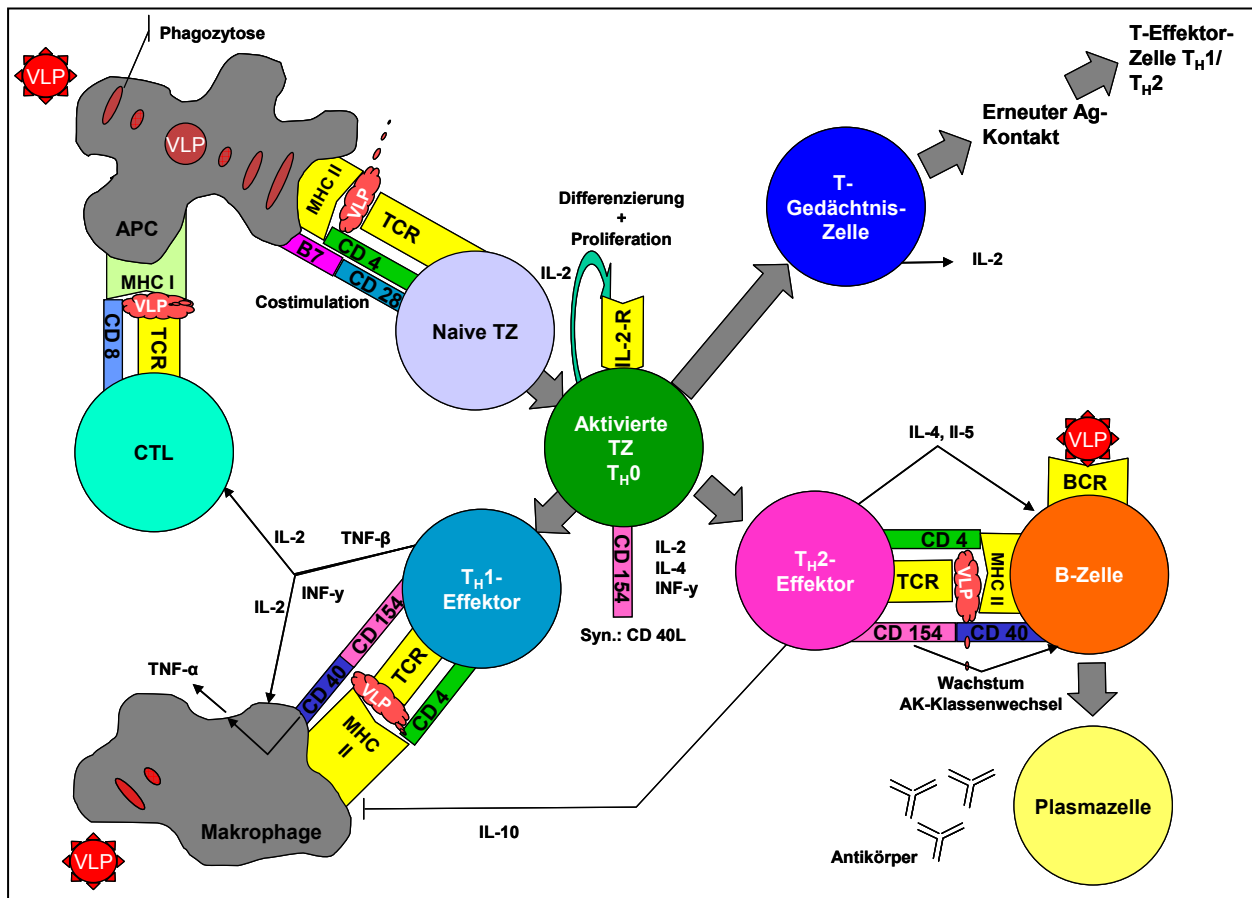 Phagozytose
VLP
VLP
APC
MHC II
VLP
TCR
B7
CD 4
CD 28
Costimulation
MHC I
VLP
CD 8
TCR
CTL
Naive TZ
Differenzierung
+
Proliferation
IL-2
IL-2-R
Aktivierte
TZ
TH0
CD 154
IL-2
IL-4
INF-y
Syn.: CD 40L
T-
Gedächtnis-
Zelle
IL-2
Erneuter Ag-
Kontakt
T-Effektor-
Zelle TH1/
TH2
TH1-
Effektor
IL-2
TNF-β
IL-2
INF-y
CD 154
CD 40
TCR
VLP
CD 4
MHC
II
TNF-α
Makrophage
VLP
IL-10
TH2-
Effektor
IL-4, Il-5
VLP
BCR
CD 4
TCR
VLP
MHC II
CD 154
CD 40
B-Zelle
Wachstum
AK-Klassenwechsel
Plasmazelle
Antikörper